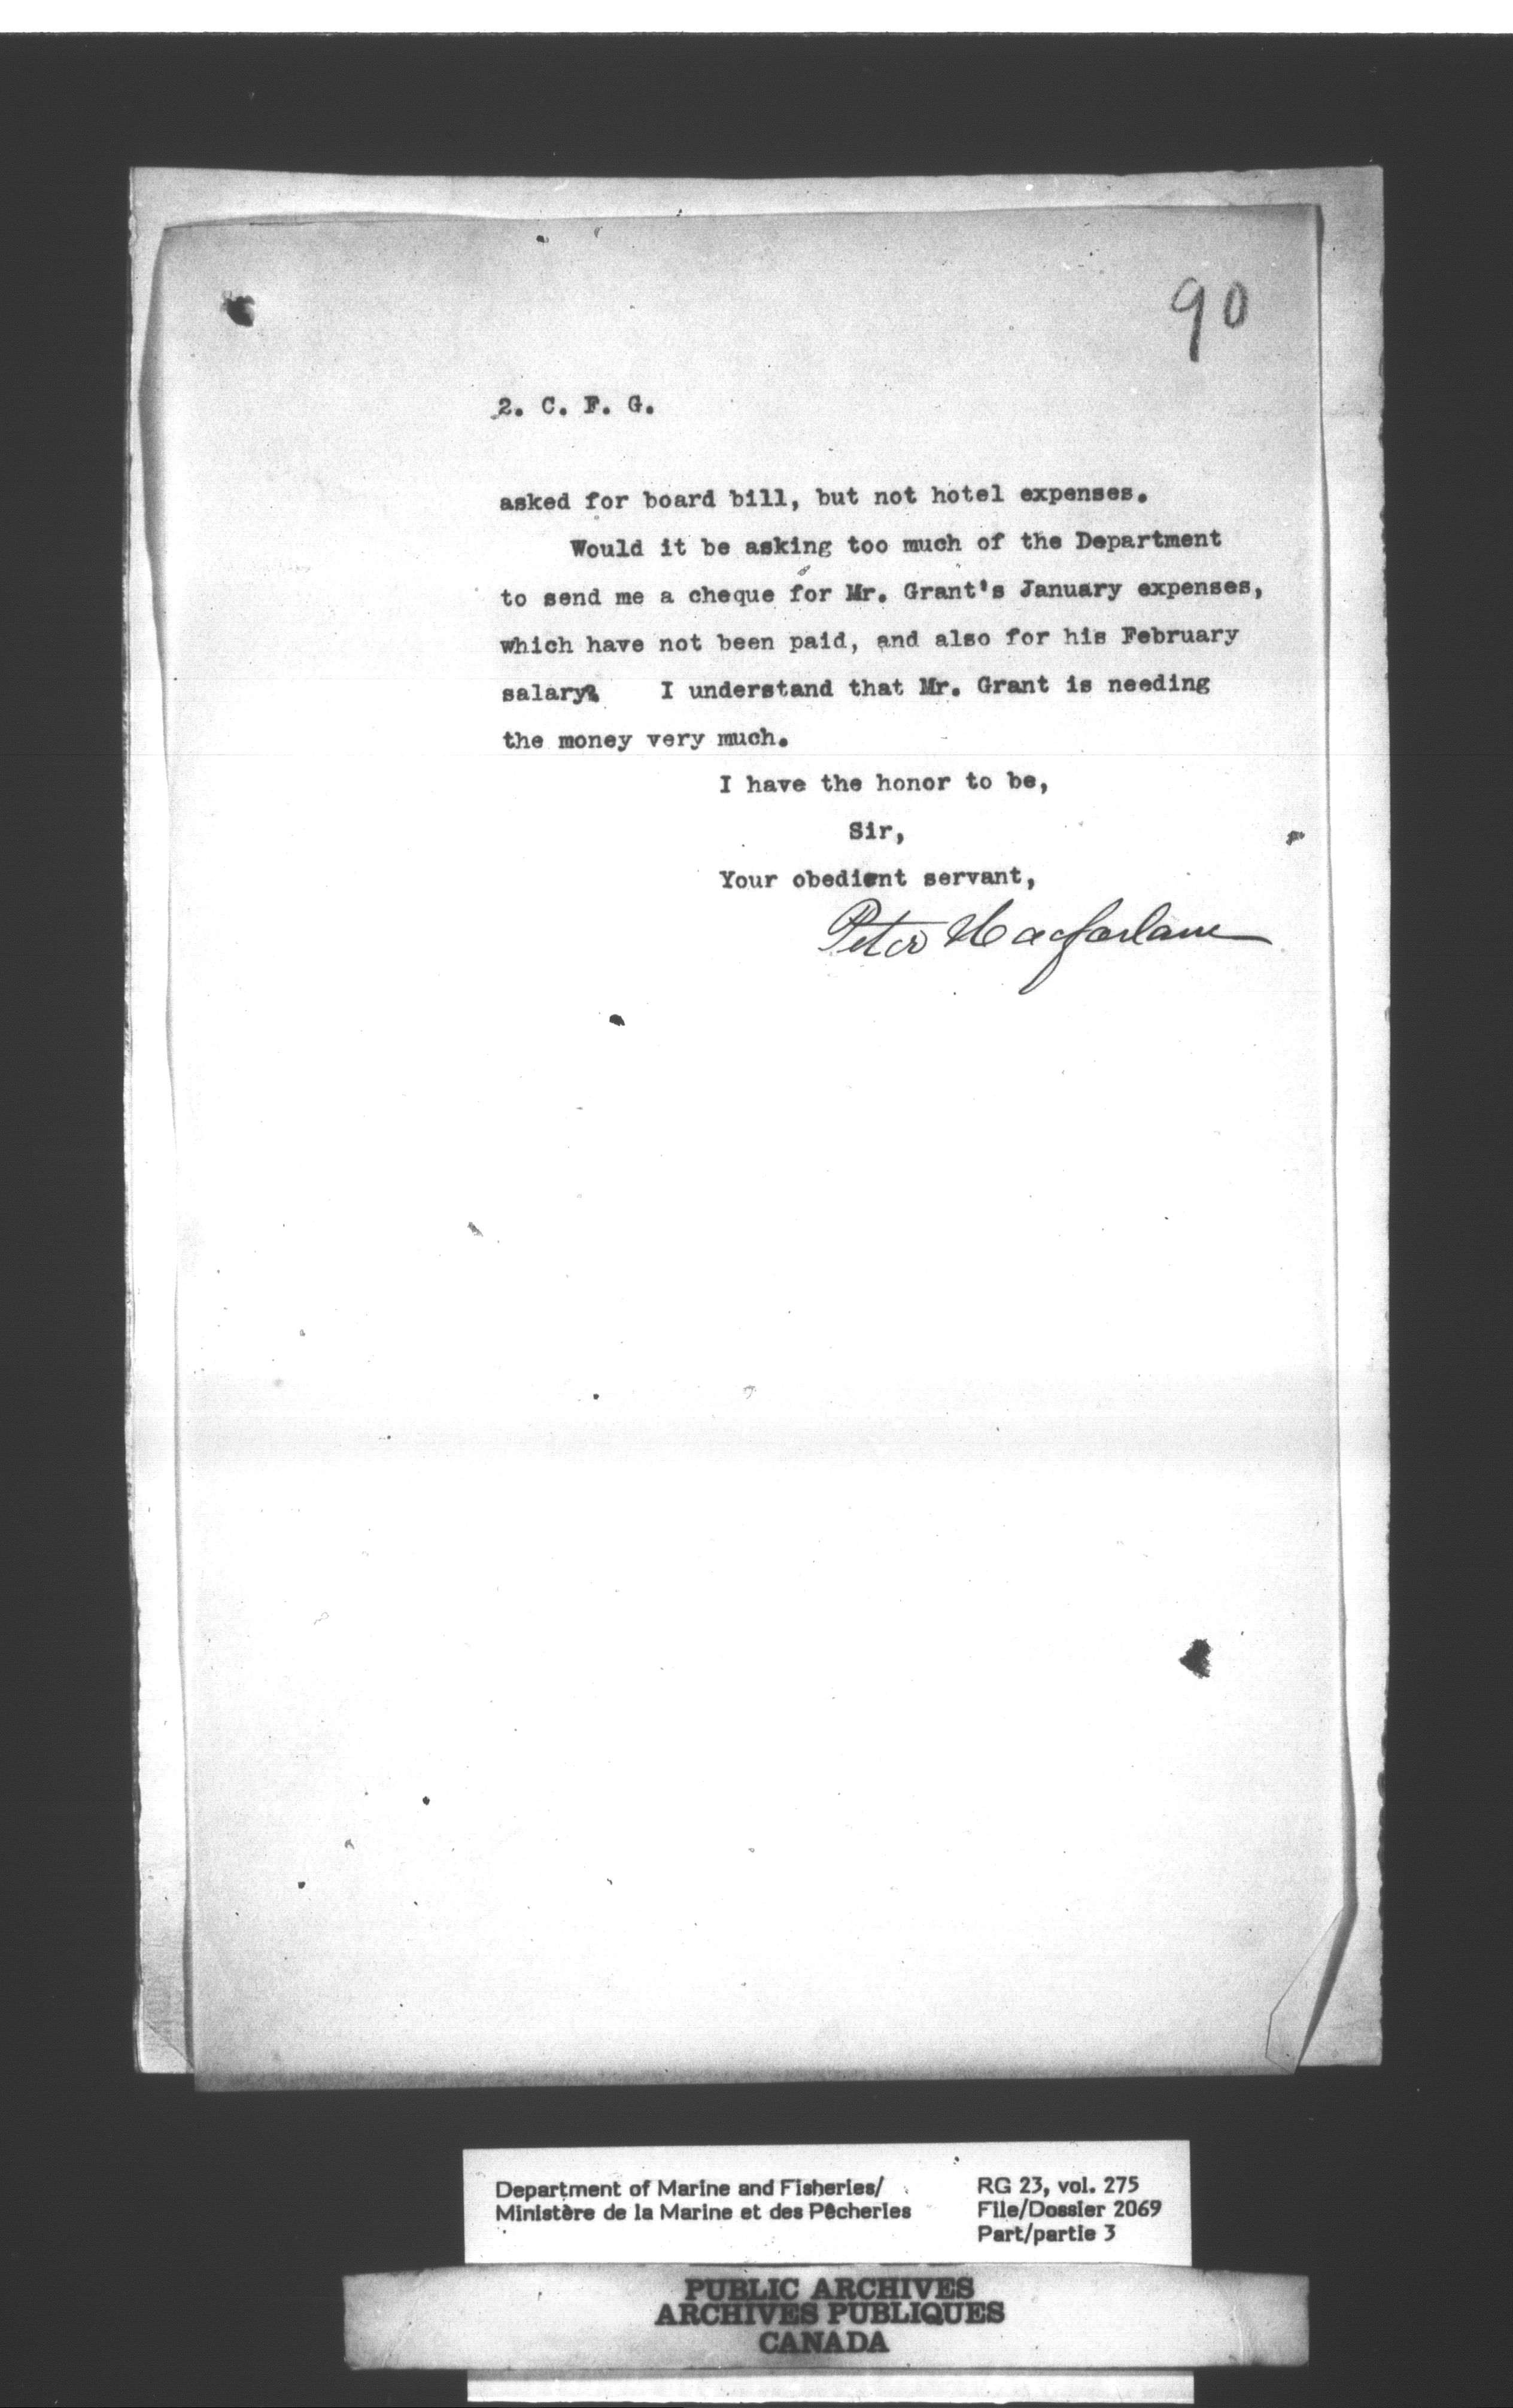 90
2. C. F. G.
asked for board bill, but not hotel expenses.
Would it be asking too much of the Department
to send me a cheque for Mr. Grant's January expenses,
which have not been paid, and also for his February
salary? I understand that Mr. Grant is needing
the money very much.
I have the honor to be,
Sir,
Your obedient servant,
Peter Macfarlane
Department of Marine and Fisheries/
Ministère de la Marine et des Pêcheries
RG 23, vol. 275
File/Dossier 2069
Part/partie 3
PUBLIC ARCHIVES
ARCHIVES PUBLIQUES
CANADA